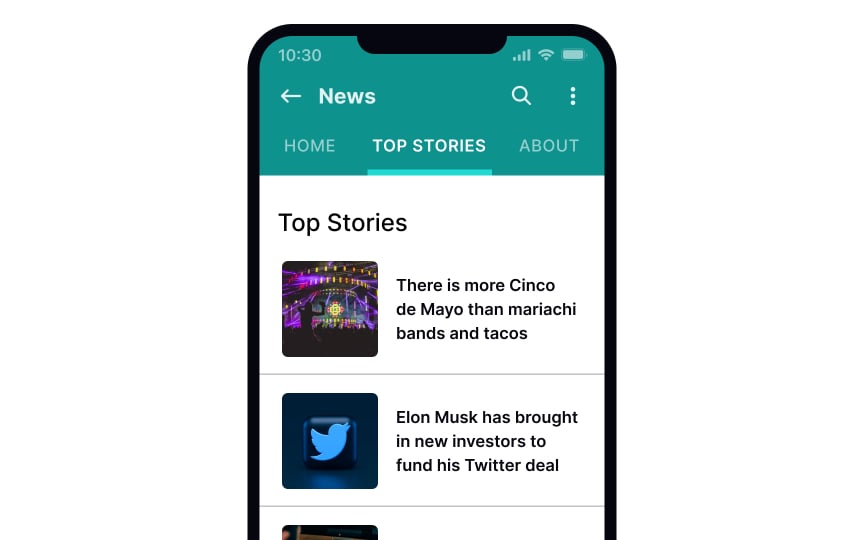 10:30
News
HOME TOP STORIES ABOUT
Top Stories
There is more Cinco
de Mayo than mariachi
bands and tacos
Elon Musk has brought
in new investors to
fund his Twitter deal